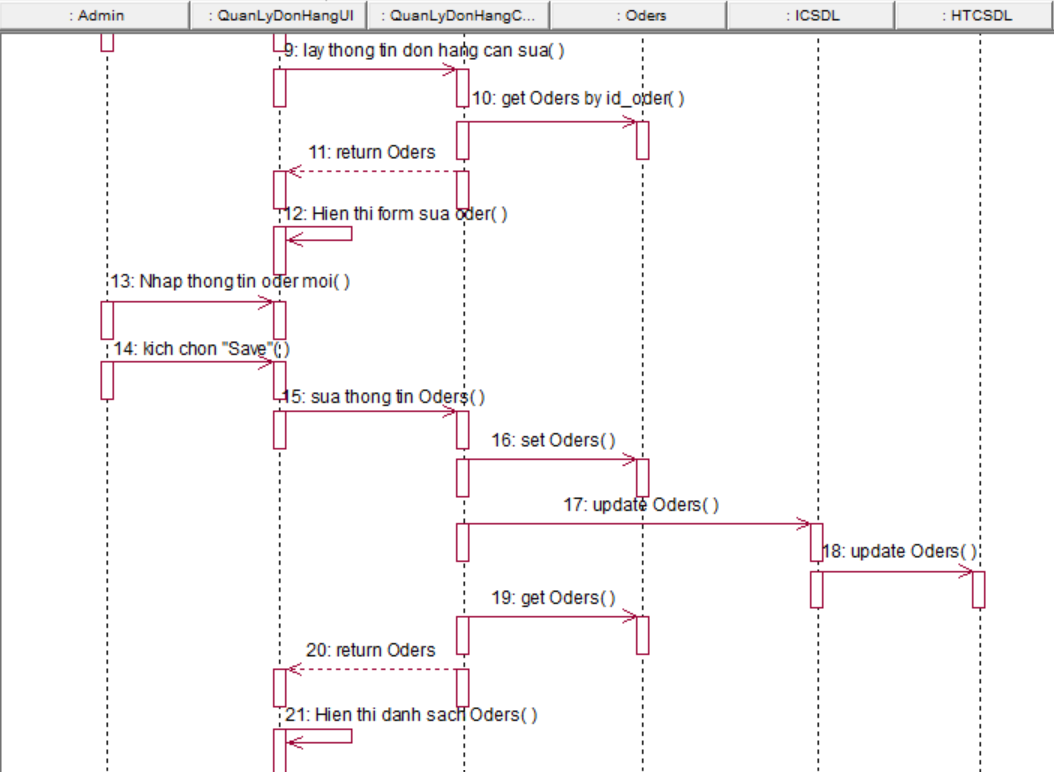 : Admin
: QuanLyDonHangUI
: QuanLyDonHangC...
: Oders
: ICSDL
: HTCSDL
9: lay thong tin don hang can sua( )
10: get Oders by id_oder( )
11: return Oders
12: Hien thi form sua oder( )
13: Nhap thong tin oder moi( )
14: kich chon "Save"( )
15: sua thong tin Oders( )
16: set Oders( )
17: update Oders( )
18: update Oders( )
19: get Oders( )
20: return Oders
21: Hien thi danh sach Oders( )